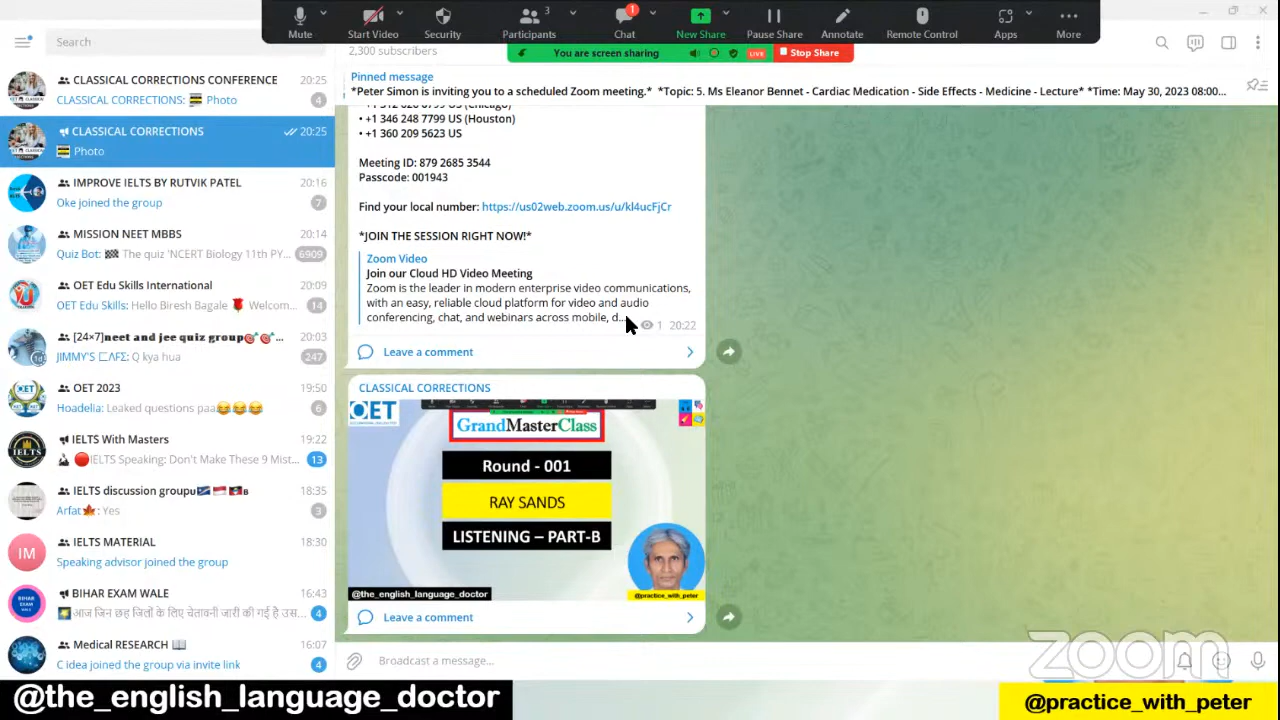 Mute
Start Video
Security
Participants
3
Chat
1
New Share
Pause Share
Annotate
Remote Control
Apps
More
You are screen sharing
LIVE
Stop Share
Search
CLASSICAL CORRECTIONS CONFERENCE 20:25
CLASSICAL CORRECTIONS: Photo 4
CLASSICAL CORRECTIONS 20:25
Photo
IMPROVE IELTS BY RUTVIK PATEL 20:16
Oke joined the group 7
MISSION NEET MBBS 20:14
Quiz Bot: 🏁 The quiz 'NCERT Biology 11th PY... 6909
OET Edu Skills International 20:09
OET Edu Skills: Hello Biresh Bagale 🌹 Welcom... 14
[24×7]neet and jee quiz group🎯🎯... 20:03
JIMMY'S ㄈΛFΣ: Q kya hua 247
OET 2023 19:50
Hoadelia: Leaked questions paa😂😂😂 6
IELTS With Masters 19:22
🔴IELTS Speaking: Don't Make These 9 Mist... 13
IELTS discussion group 18:35
Arfat🍁: Yes 3
IM
IELTS MATERIAL 18:30
Speaking advisor joined the group
BIHAR EXAM WALE 16:43
आज जिन छह जिलों के लिए चेतावनी जारी की गई है उस... 4
Medical RESEARCH 📖 16:07
C idea joined the group via invite link 4
2,300 subscribers
Pinned message
*Peter Simon is inviting you to a scheduled Zoom meeting.* *Topic: 5. Ms Eleanor Bennet - Cardiac Medication - Side Effects - Medicine - Lecture* *Time: May 30, 2023 08:00...
• +1 312 626 6799 US (Chicago)
• +1 346 248 7799 US (Houston)
• +1 360 209 5623 US
Meeting ID: 879 2685 3544
Passcode: 001943
Find your local number: https://us02web.zoom.us/u/kl4ucFjCr
*JOIN THE SESSION RIGHT NOW!*
Zoom Video
Join our Cloud HD Video Meeting
Zoom is the leader in modern enterprise video communications,
with an easy, reliable cloud platform for video and audio
conferencing, chat, and webinars across mobile, d...
1 20:22
Leave a comment
CLASSICAL CORRECTIONS
OET
GrandMasterClass
Round - 001
RAY SANDS
LISTENING – PART-B
@the_english_language_doctor
@practice_with_peter
Leave a comment
Broadcast a message...
zoom
@the_english_language_doctor
@practice_with_peter